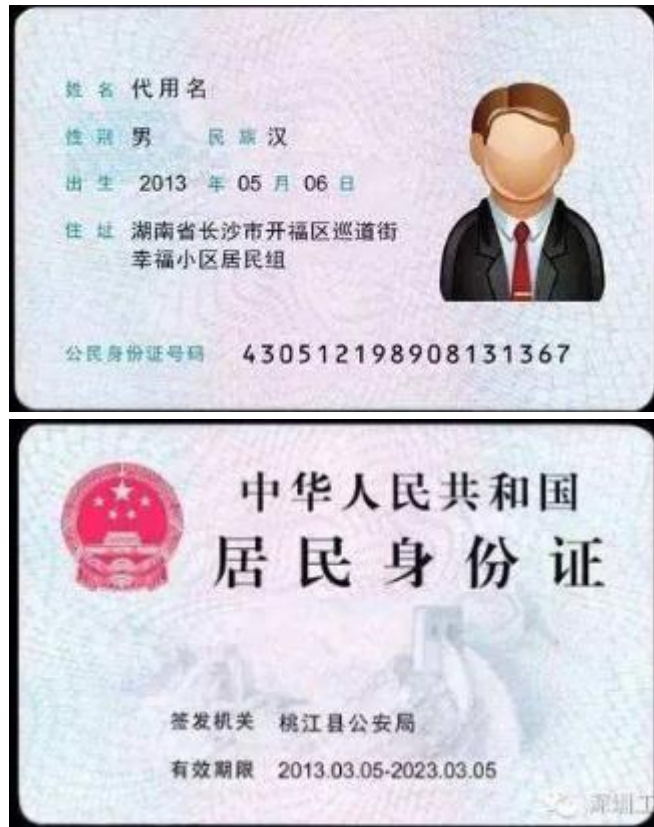 姓名 代用名
性别 男 民族 汉
出生 2013 年 05 月 06 日
住址 湖南省长沙市开福区巡道街
幸福小区居民组
公民身份证号码 430512198908131367
中华人民共和国
居民身份证
签发机关 桃江县公安局
有效期限 2013.03.05-2023.03.05
深圳工